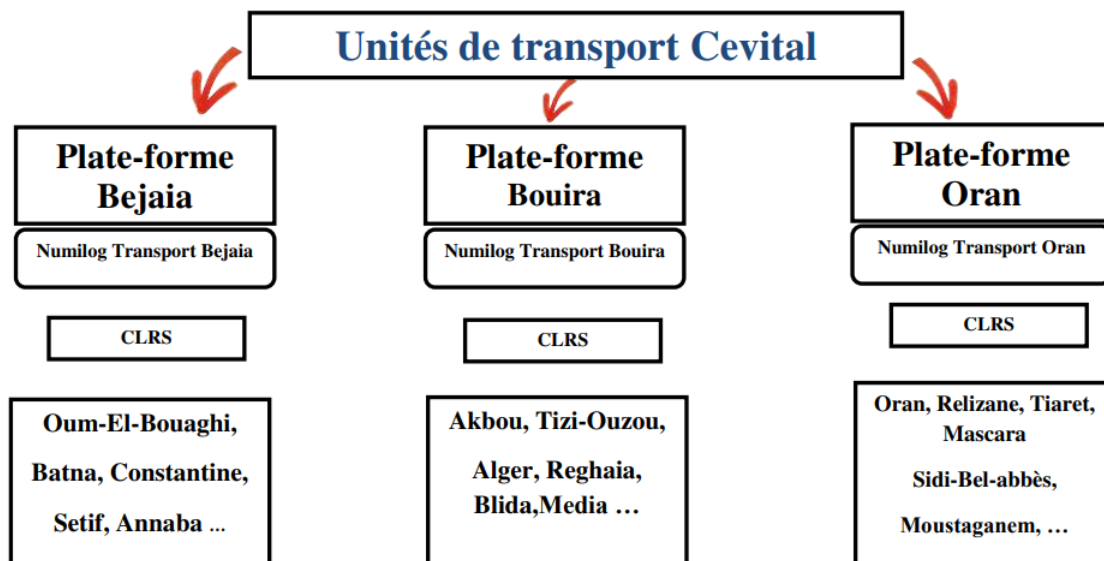 Unités de transport Cevital
Plate-forme
Bejaia
Numilog Transport Bejaia
CLRS
Oum-El-Bouaghi,
Batna, Constantine,
Setif, Annaba ...
Plate-forme
Bouira
Numilog Transport Bouira
CLRS
Akbou, Tizi-Ouzou,
Alger, Reghaia,
Blida,Media …
Plate-forme
Oran
Numilog Transport Oran
CLRS
Oran, Relizane, Tiaret,
Mascara
Sidi-Bel-abbès,
Moustaganem, …